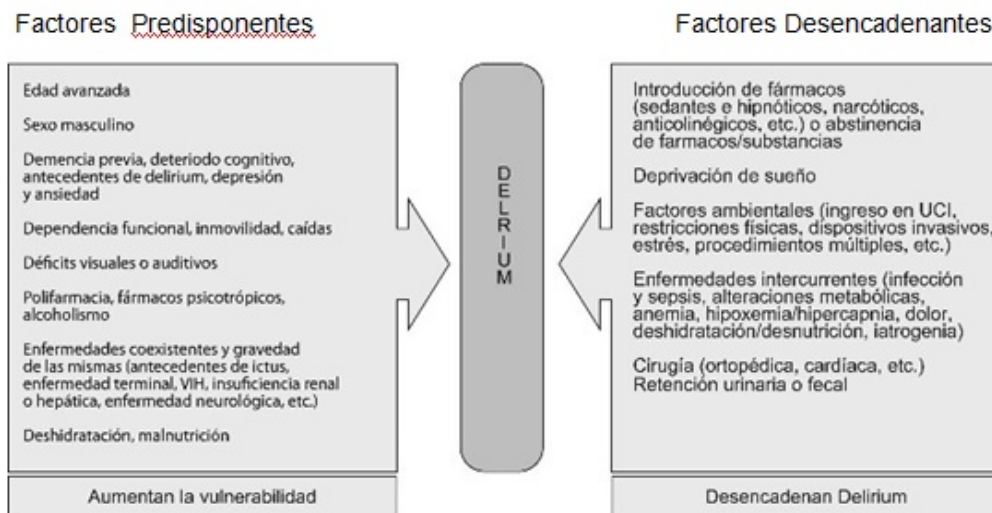 Factores Predisponentes
Edad avanzada
Sexo masculino
Demencia previa, deteriodo cognitivo,
antecedentes de delirium, depresión
y ansiedad
Dependencia funcional, inmovilidad, caídas
Déficits visuales o auditivos
Polifarmacia, fármacos psicotrópicos,
alcoholismo
Enfermedades coexistentes y gravedad
de las mismas (antecedentes de ictus,
enfermedad terminal, VIH, insuficiencia renal
o hepática, enfermedad neurológica, etc.)
Deshidratación, malnutrición
Aumentan la vulnerabilidad
DELRIUM
Factores Desencadenantes
Introducción de fármacos
(sedantes e hipnóticos, narcóticos,
anticolinégicos, etc.) o abstinencia
de farmacos/substancias
Deprivación de sueño
Factores ambientales (ingreso en UCI,
restricciones físicas, dispositivos invasivos,
estrés, procedimientos múltiples, etc.)
Enfermedades intercurrentes (infección
y sepsis, alteraciones metabólicas,
anemia, hipoxemia/hipercapnia, dolor,
deshidratación/desnutrición, iatrogenia)
Cirugía (ortopédica, cardíaca, etc.)
Retención urinaria o fecal
Desencadenan Delirium